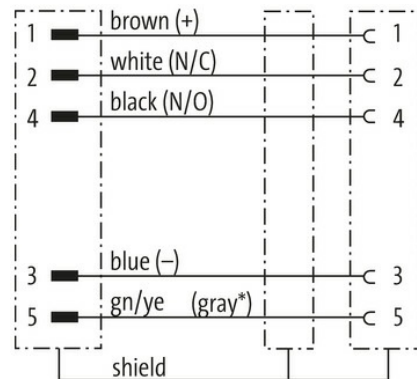 1 brown (+) 1
2 white (N/C) 2
4 black (N/O) 4
3 blue (–) 3
5 gn/ye (gray*) 5
shield